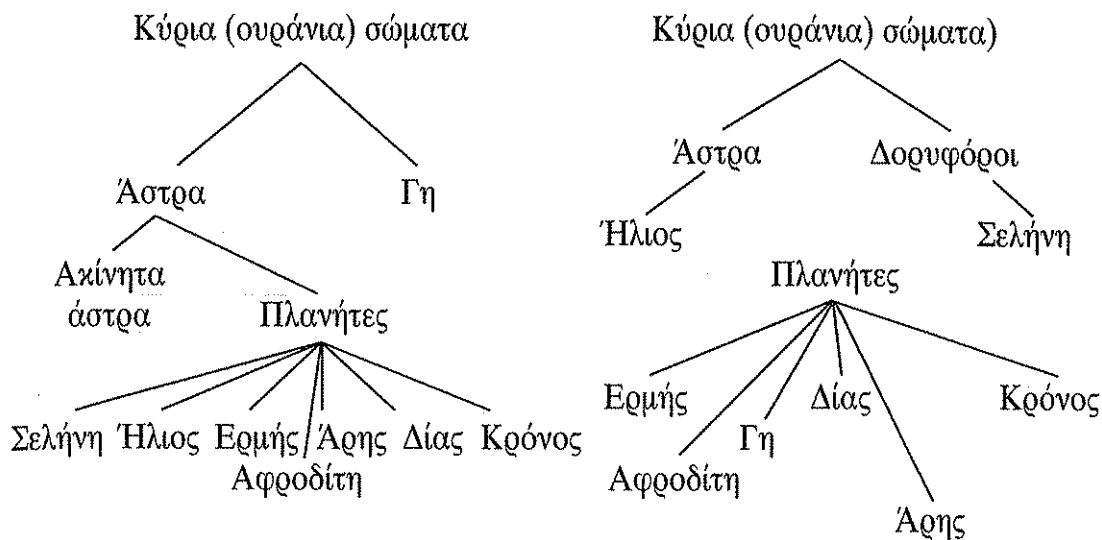 Κύρια (ουράνια) σώματα
Άστρα
Γη
Ακίνητα
άστρα
Πλανήτες
Σελήνη Ήλιος Ερμής Άρης Δίας Κρόνος
Αφροδίτη
Κύρια (ουράνια) σώματα)
Άστρα Δορυφόροι
Ήλιος Σελήνη
Πλανήτες
Ερμής Δίας Κρόνος
Γη
Αφροδίτη
Άρης